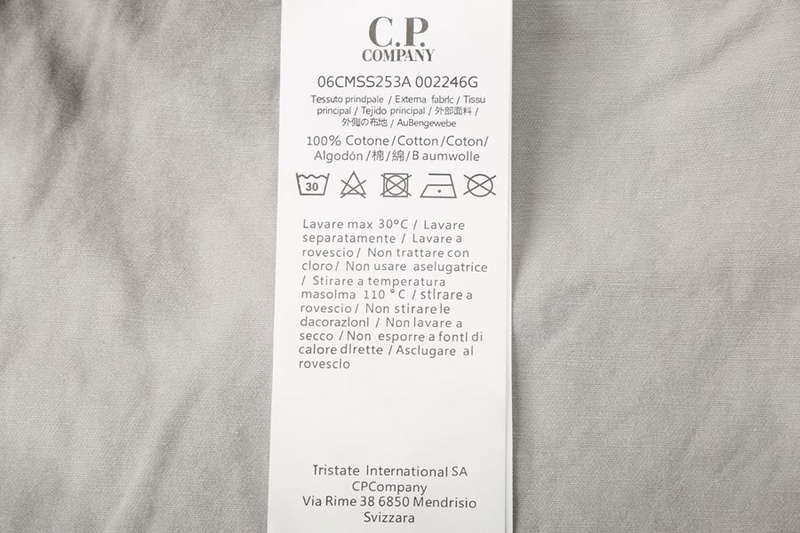 C.P.
COMPANY
06CMSS253A 002246G
Tessuto prindpale / Externa fabrlc / Tissu
principal / Tejido principal / 外部面料 /
外側の布地 / AuBengewebe
100% Cotone/Cotton/Coton/
Algodón /棉/綿/B aumwolle
30
Lavare max 30ºC / Lavare
separatamente / Lavare a
rovescio/ Non trattare con
cloro/ Non usare aselugatrice
/ Stirare a temperatura
masolma 110 °C / stlrare a
rovescio/ Non stirare le
dacorazlonl / Non lavare a
secco / Non esporre a fontl di
calore dlrette / Asclugare al
rovesclo
Tristate International SA
CPCompany
Via Rime 38 6850 Mendrisio
Svizzara